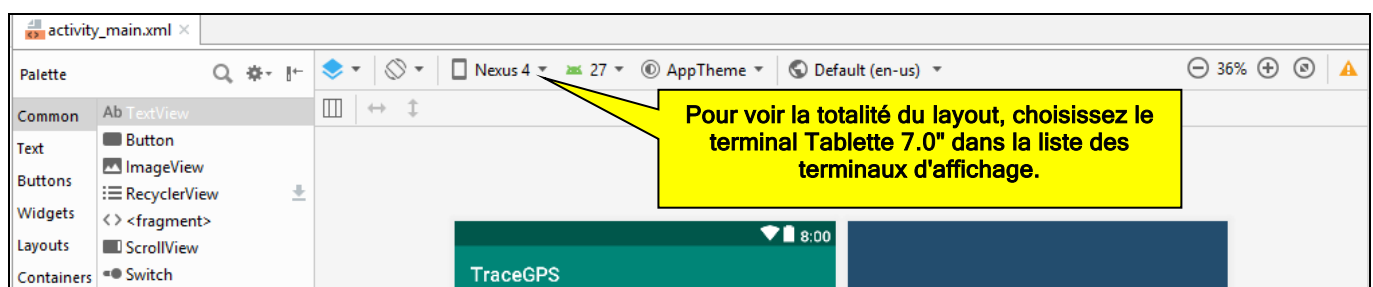 activity_main.xml
Palette
Nexus 4
27
AppTheme
Default (en-us)
36%
Common
Ab TextView
Text
Button
Buttons
ImageView
RecyclerView
Widgets
<fragment>
Layouts
ScrollView
Containers
Switch
Pour voir la totalité du layout, choisissez le
terminal Tablette 7.0" dans la liste des
terminaux d'affichage.
8:00
TraceGPS